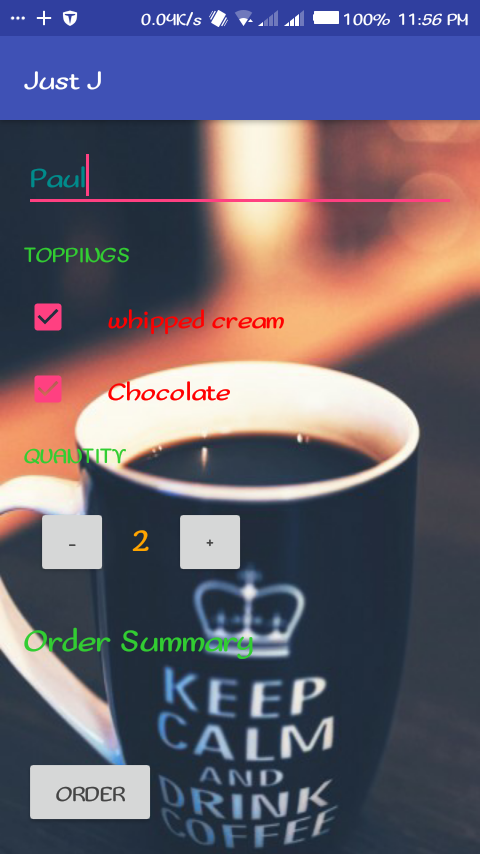 0.04K/s 100% 11:56 PM
Just J
Paul
TOPPINGS
whipped cream
Chocolate
QUANTITY
- 2 +
Order Summary
KEEP
CALM
AND
DRINK
COFFEE
ORDER